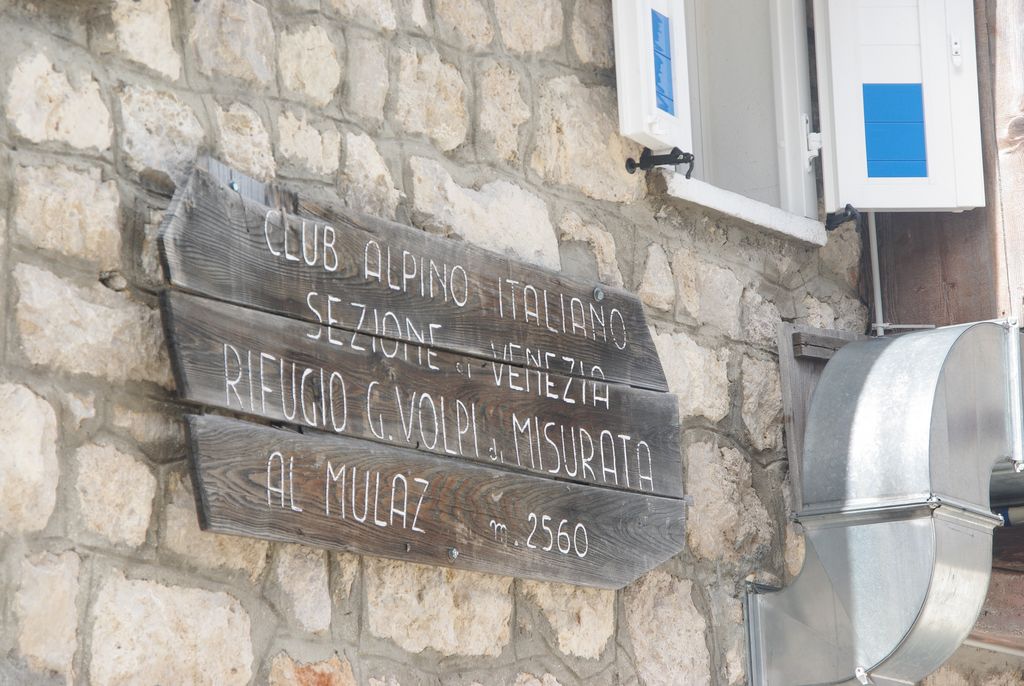 CLUB ALPINO ITALIANO
SEZIONE di VENEZIA
RIFUGIO G. VOLPI di MISURATA
AL MULAZ m. 2560